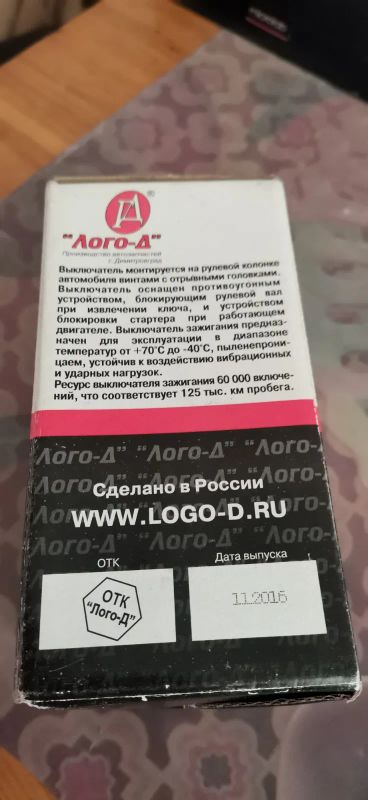 ®
"Лого-Д"
Производство автозапчастей
г. Димитровград
Выключатель монтируется на рулевой колонке
автомобиля винтами с отрывными головками.
Выключатель оснащен противоугонным
устройством, блокирующим рулевой вал
при извлечении ключа, и устройством
блокировки стартера при работающем
двигателе. Выключатель зажигания предназ-
начен для эксплуатации в диапазоне
температур от +70°С до -40°С, пыленепрони-
цаем, устойчив к воздействию вибрационных
и ударных нагрузок.
Ресурс выключателя зажигания 60 000 включе-
ний, что соответствует 125 тыс. км пробега.
Лого-Д" "Лого-Д" "Лого-Д
Сделано в России
WWW.LOGO-D.RU
ОТК
Дата выпуска
ОТК
"Лого-Д"
11.2016